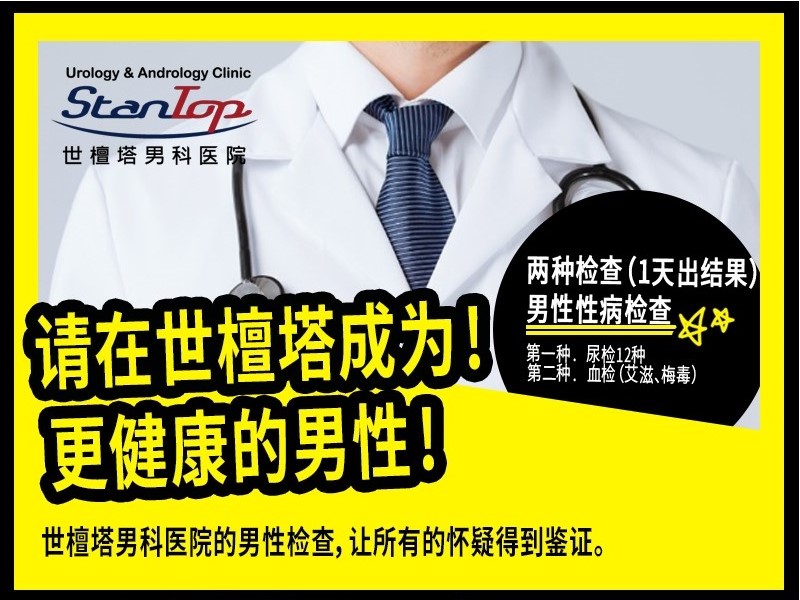 Urology & Andrology Clinic
StanTop
世檀塔男科医院
两种检查(1天出结果)
男性性病检查
第一种. 尿检12种
第二种. 血检(艾滋、梅毒)
请在世檀塔成为!
更健康的男性!
世檀塔男科医院的男性检查, 让所有的怀疑得到鉴证。